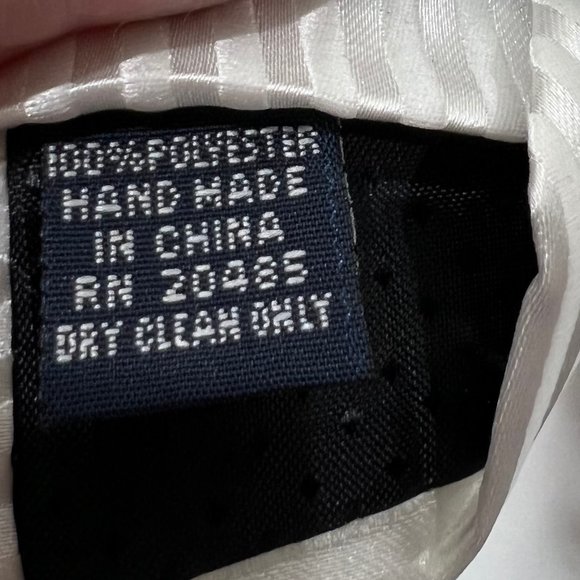 100%POLYESTER
HAND MADE
IN CHINA
RN 20485
DRY CLEAN ONLY